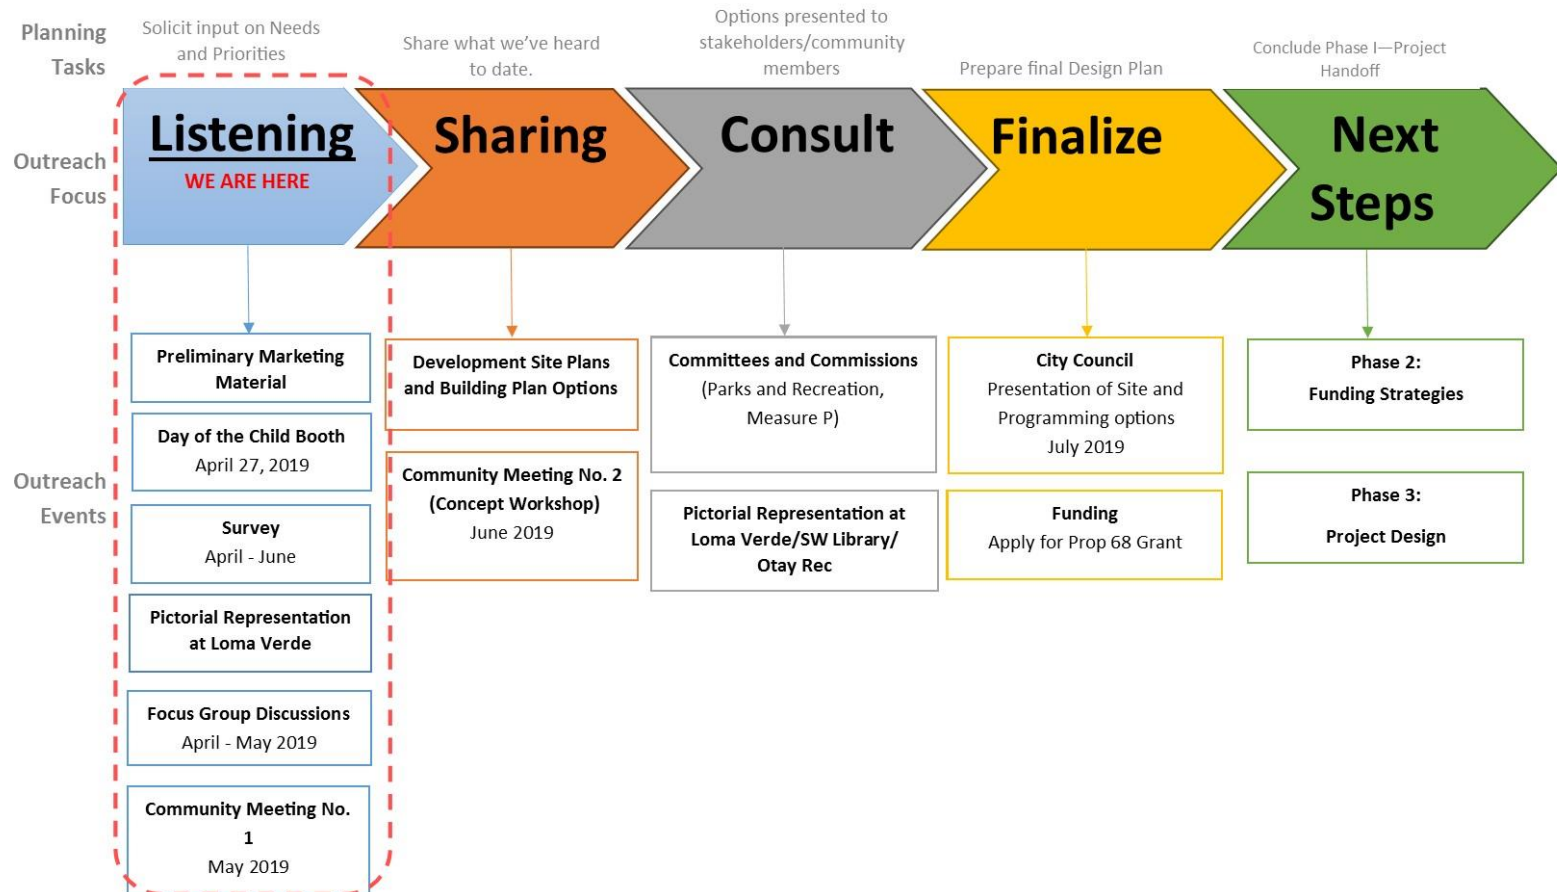 Planning
Tasks
Solicit input on Needs
and Priorities
Share what we've heard
to date.
Options presented to
stakeholders/community
members
Prepare final Design Plan
Conclude Phase I—Project
Handoff
Outreach
Focus
Listening
WE ARE HERE
Sharing
Consult
Finalize
Next
Steps
Outreach
Events
Preliminary Marketing
Material
Day of the Child Booth
April 27, 2019
Survey
April - June
Pictorial Representation
at Loma Verde
Focus Group Discussions
April - May 2019
Community Meeting No.
1
May 2019
Development Site Plans
and Building Plan Options
Community Meeting No. 2
(Concept Workshop)
June 2019
Committees and Commissions
(Parks and Recreation,
Measure P)
Pictorial Representation at
Loma Verde/SW Library/
Otay Rec
City Council
Presentation of Site and
Programming options
July 2019
Funding
Apply for Prop 68 Grant
Phase 2:
Funding Strategies
Phase 3:
Project Design